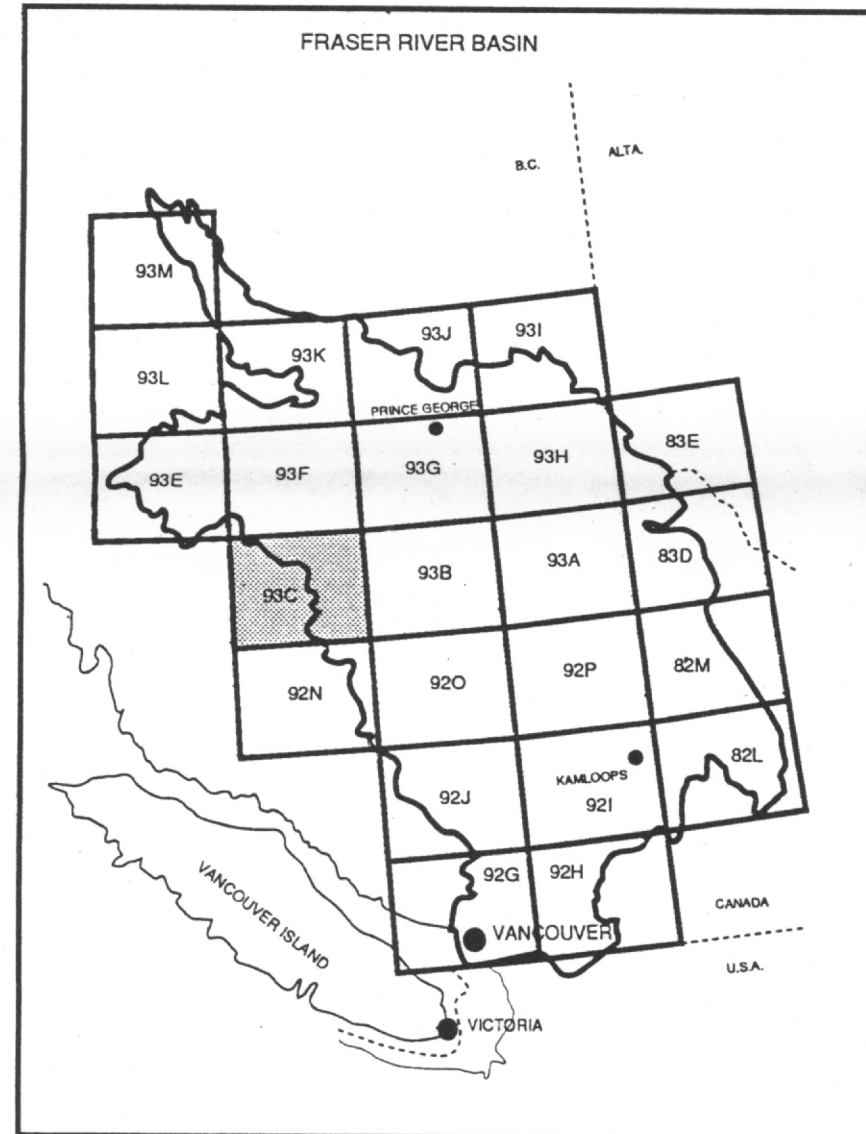 FRASER RIVER BASIN
B.C.
ALTA.
93M
93L
93K
93J
93I
PRINCE GEORGE
93E
93F
93G
93H
83E
93C
93B
93A
83D
92N
92O
92P
82M
92J
KAMLOOPS
92I
82L
92G
92H
VANCOUVER
CANADA
U.S.A.
VANCOUVER ISLAND
VICTORIA